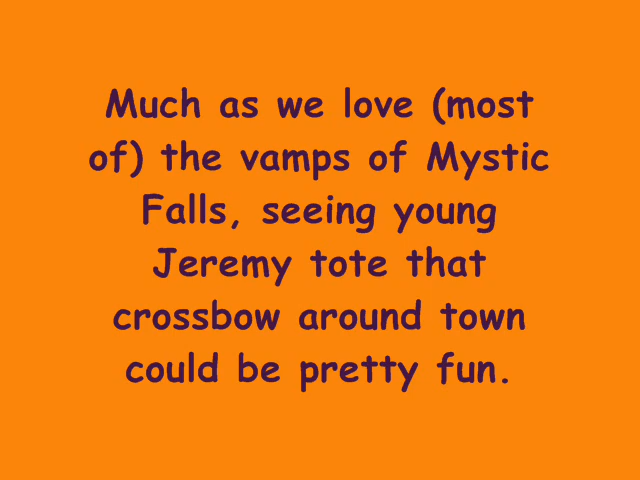 Much as we love (most
of) the vamps of Mystic
Falls, seeing young
Jeremy tote that
crossbow around town
could be pretty fun.